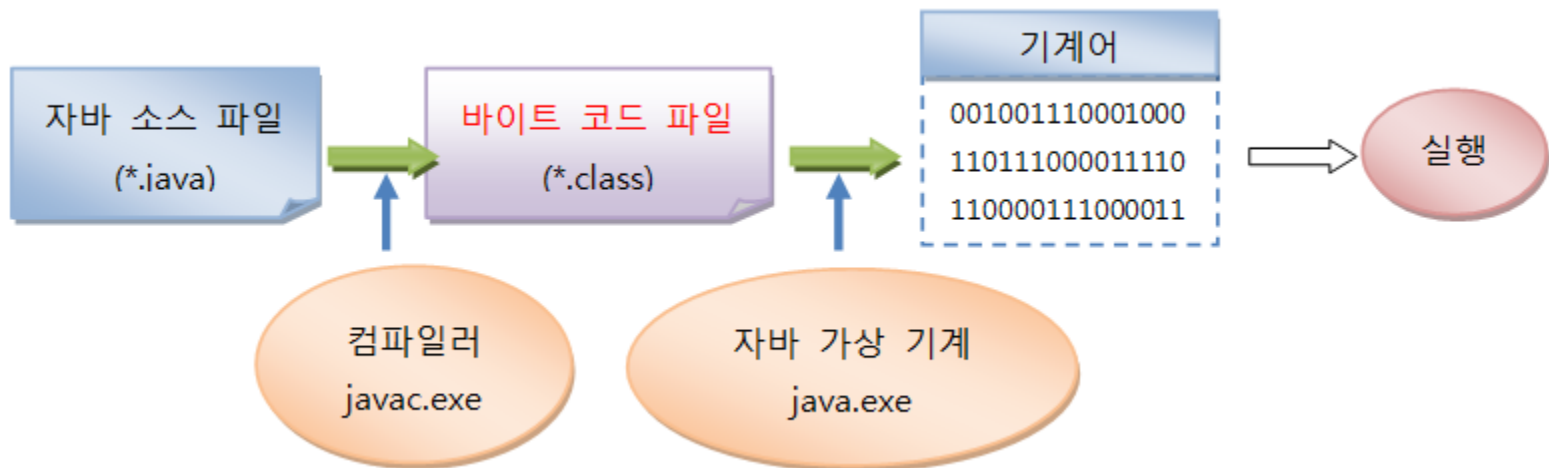 자바 소스 파일
(*.java)
바이트 코드 파일
(*.class)
기계어
001001110001000
110111000011110
110000111000011
실행
컴파일러
javac.exe
자바 가상 기계
java.exe